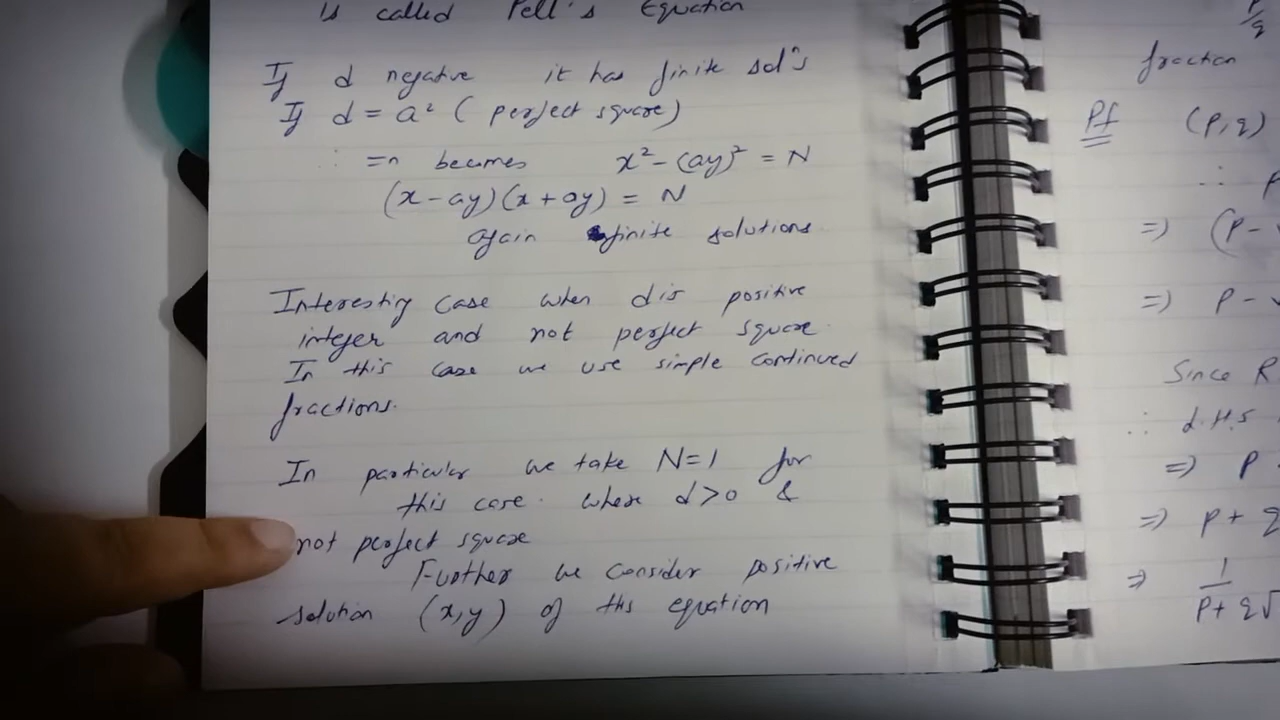 is called Pell's Equation
If d negative it has finite solⁿs
If d = a² ( perfect square)
∴ =n becomes x² - (ay)² = N
(x - ay) (x + ay) = N
again finite solutions.
Interesting case when d is positive
integer and not perfect square.
In this case we use simple continued
fractions.
In particular we take N=1 for
this case. where d>0 &
not perfect square
Further we consider positive
solution (x,y) of ths equation
p/q
fraction
Pf (p,q)
∴ p
=> (p-
=> p -
Since R
∴ L.H.S
=> p
=> p + q
=> 1/(p+ q√